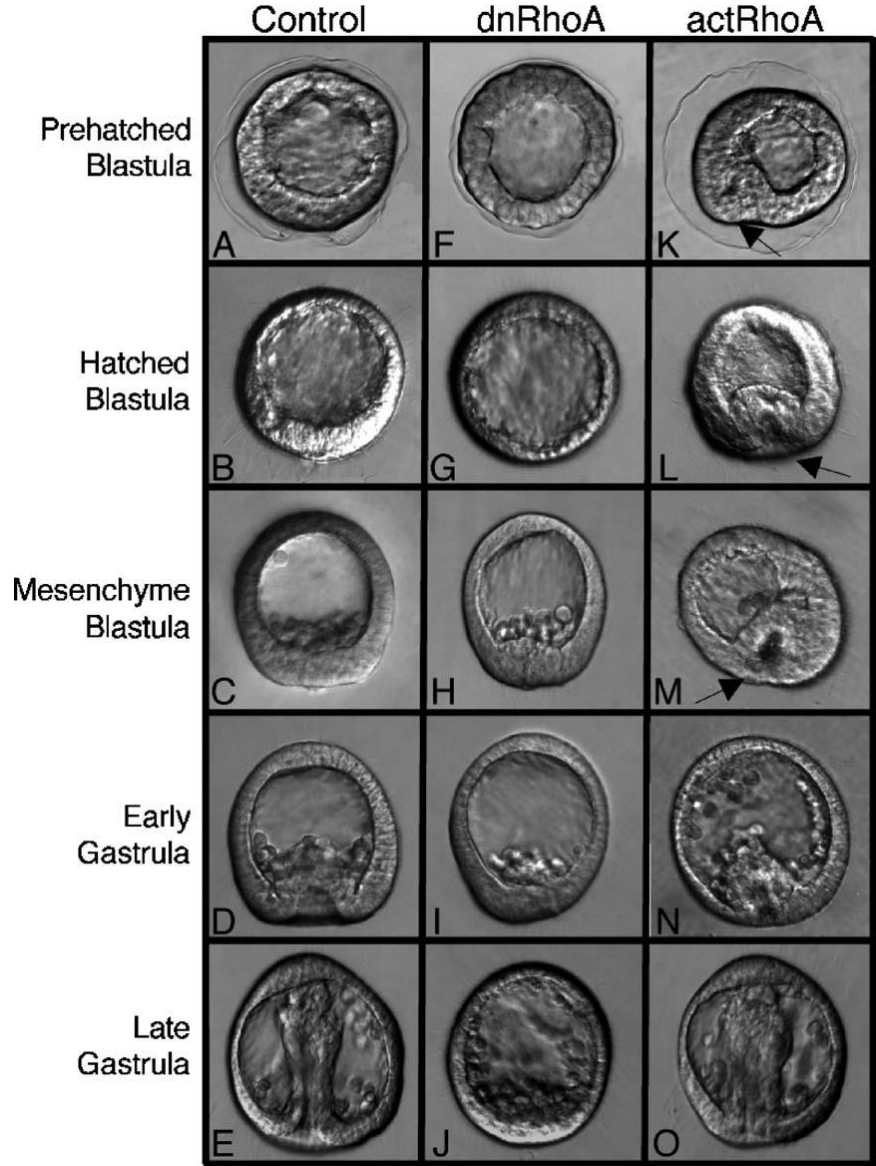 Control dnRhoA actRhoA
Prehatched
Blastula
A F K
Hatched
Blastula
B G L
Mesenchyme
Blastula
C H M
Early
Gastrula
D I N
Late
Gastrula
E J O